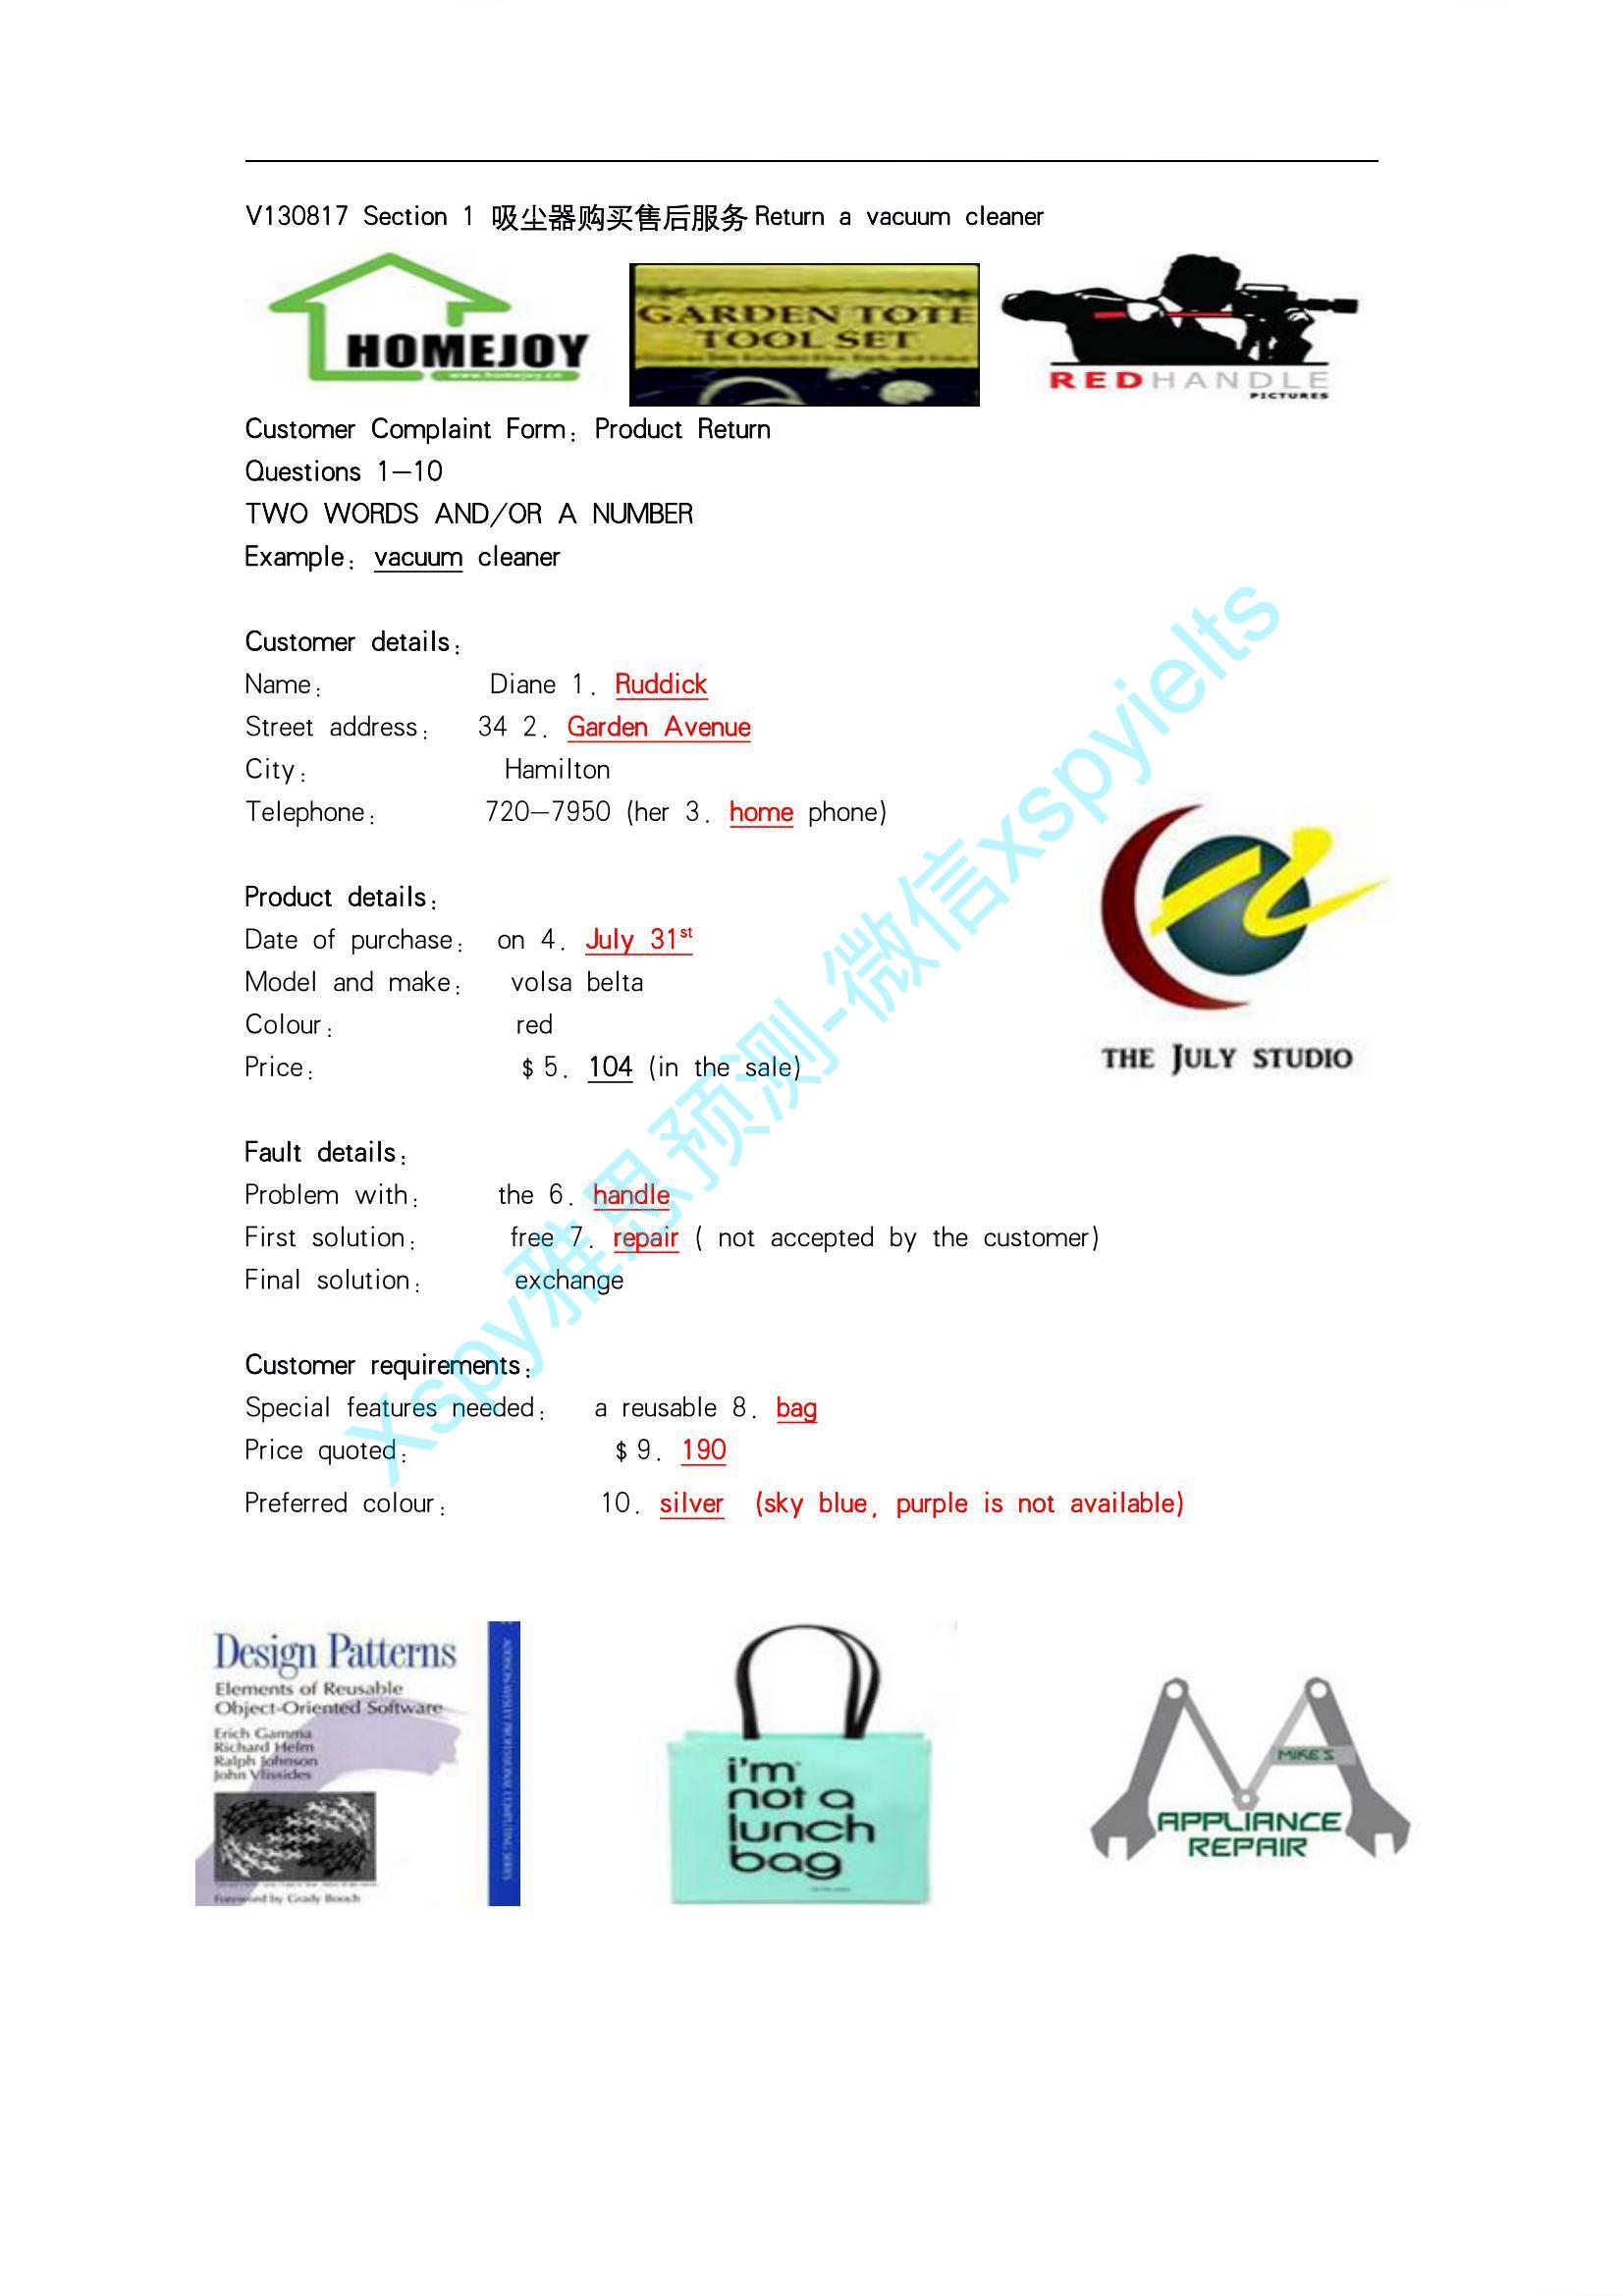 V130817 Section 1 吸尘器购买售后服务 Return a vacuum cleaner
HOMEJOY
www.homejoy.cn
GARDEN TOTE
TOOL SET
REDHANDLE
PICTURES
Customer Complaint Form: Product Return
Questions 1—10
TWO WORDS AND/OR A NUMBER
Example: vacuum cleaner
Customer details:
Name: Diane 1. Ruddick
Street address: 34 2. Garden Avenue
City: Hamilton
Telephone: 720—7950 (her 3. home phone)
Product details:
Date of purchase: on 4. July 31st
Model and make: volsa belta
Colour: red
Price: $ 5. 104 (in the sale)
THE JULY STUDIO
Fault details:
Problem with: the 6. handle
First solution: free 7. repair ( not accepted by the customer)
Final solution: exchange
Customer requirements:
Special features needed: a reusable 8. bag
Price quoted: $ 9. 190
Preferred colour: 10. silver (sky blue, purple is not available)
Xspy雅思预测-微信xspyielts
Design Patterns
Elements of Reusable
Object-Oriented Software
Erich Gamma
Richard Helm
Ralph Johnson
John Vlissides
Foreword by Grady Booch
ADDISON-WESLEY PROFESSIONAL COMPUTING SERIES
i'm
not a
lunch
bag
MIKE'S
APPLIANCE
REPAIR